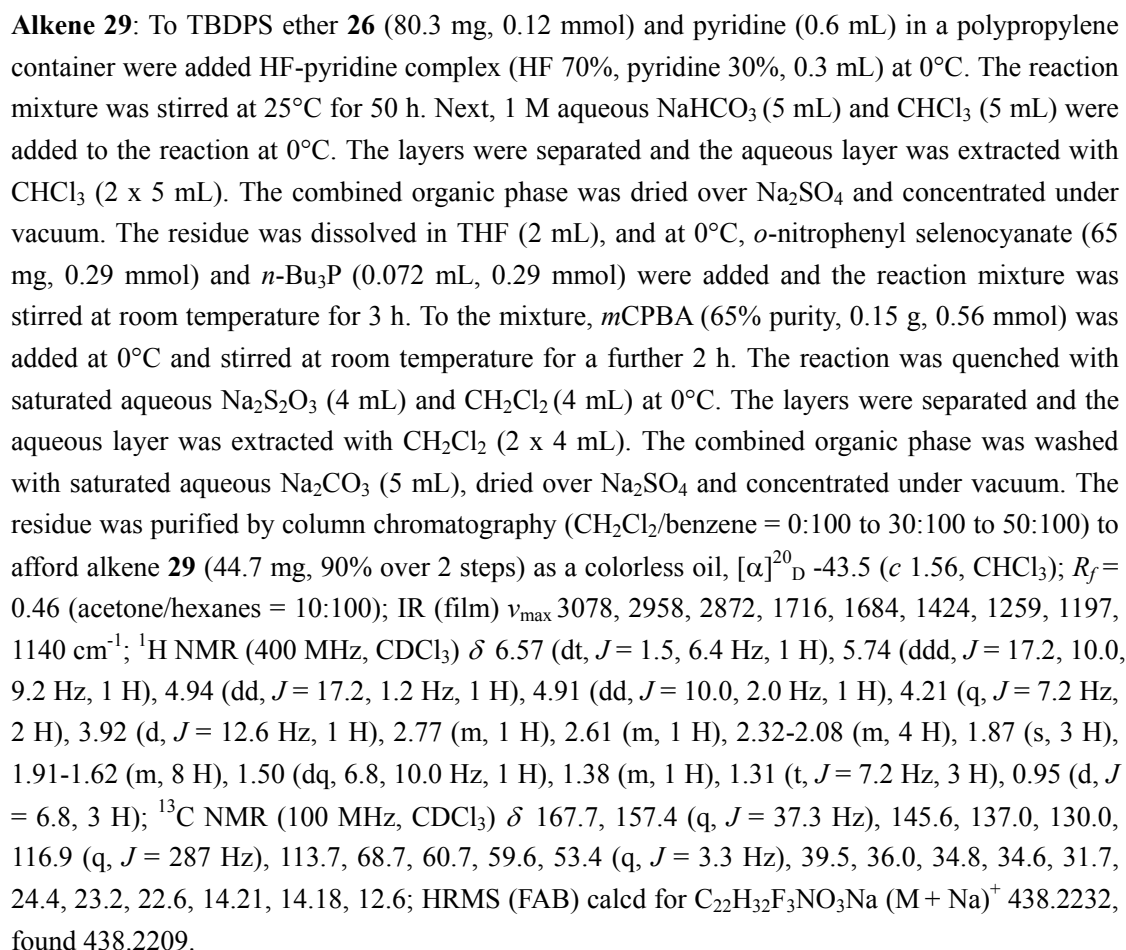 Alkene 29: To TBDPS ether 26 (80.3 mg, 0.12 mmol) and pyridine (0.6 mL) in a polypropylene
container were added HF-pyridine complex (HF 70%, pyridine 30%, 0.3 mL) at 0°C. The reaction
mixture was stirred at 25°C for 50 h. Next, 1 M aqueous NaHCO₃ (5 mL) and CHCl₃ (5 mL) were
added to the reaction at 0°C. The layers were separated and the aqueous layer was extracted with
CHCl₃ (2 x 5 mL). The combined organic phase was dried over Na₂SO₄ and concentrated under
vacuum. The residue was dissolved in THF (2 mL), and at 0°C, o-nitrophenyl selenocyanate (65
mg, 0.29 mmol) and n-Bu₃P (0.072 mL, 0.29 mmol) were added and the reaction mixture was
stirred at room temperature for 3 h. To the mixture, mCPBA (65% purity, 0.15 g, 0.56 mmol) was
added at 0°C and stirred at room temperature for a further 2 h. The reaction was quenched with
saturated aqueous Na₂S₂O₃ (4 mL) and CH₂Cl₂ (4 mL) at 0°C. The layers were separated and the
aqueous layer was extracted with CH₂Cl₂ (2 x 4 mL). The combined organic phase was washed
with saturated aqueous Na₂CO₃ (5 mL), dried over Na₂SO₄ and concentrated under vacuum. The
residue was purified by column chromatography (CH₂Cl₂/benzene = 0:100 to 30:100 to 50:100) to
afford alkene 29 (44.7 mg, 90% over 2 steps) as a colorless oil, [α]²⁰D -43.5 (c 1.56, CHCl₃); Rf =
0.46 (acetone/hexanes = 10:100); IR (film) νmax 3078, 2958, 2872, 1716, 1684, 1424, 1259, 1197,
1140 cm⁻¹; ¹H NMR (400 MHz, CDCl₃) δ 6.57 (dt, J = 1.5, 6.4 Hz, 1 H), 5.74 (ddd, J = 17.2, 10.0,
9.2 Hz, 1 H), 4.94 (dd, J = 17.2, 1.2 Hz, 1 H), 4.91 (dd, J = 10.0, 2.0 Hz, 1 H), 4.21 (q, J = 7.2 Hz,
2 H), 3.92 (d, J = 12.6 Hz, 1 H), 2.77 (m, 1 H), 2.61 (m, 1 H), 2.32-2.08 (m, 4 H), 1.87 (s, 3 H),
1.91-1.62 (m, 8 H), 1.50 (dq, 6.8, 10.0 Hz, 1 H), 1.38 (m, 1 H), 1.31 (t, J = 7.2 Hz, 3 H), 0.95 (d, J
= 6.8, 3 H); ¹³C NMR (100 MHz, CDCl₃) δ 167.7, 157.4 (q, J = 37.3 Hz), 145.6, 137.0, 130.0,
116.9 (q, J = 287 Hz), 113.7, 68.7, 60.7, 59.6, 53.4 (q, J = 3.3 Hz), 39.5, 36.0, 34.8, 34.6, 31.7,
24.4, 23.2, 22.6, 14.21, 14.18, 12.6; HRMS (FAB) calcd for C₂₂H₃₂F₃NO₃Na (M + Na)⁺ 438.2232,
found 438.2209.